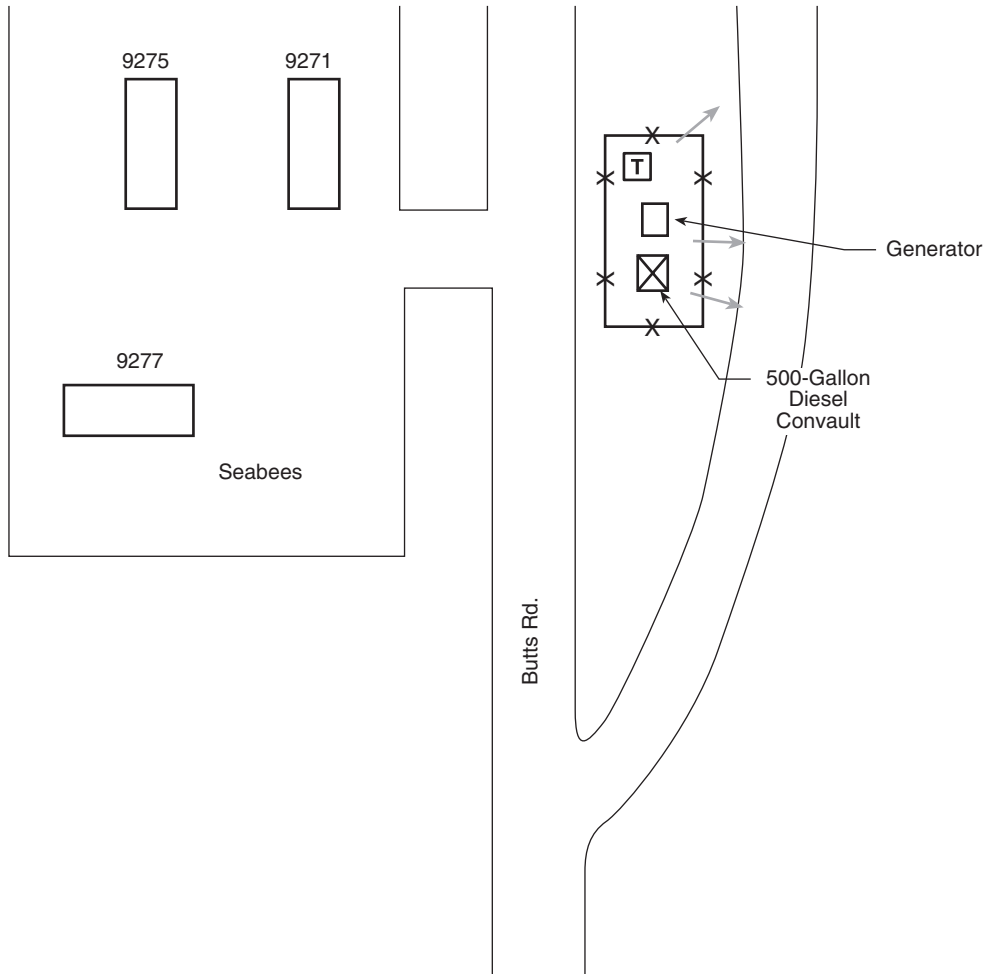 9275
9271
T
Generator
9277
500-Gallon
Diesel
Convault
Seabees
Butts Rd.